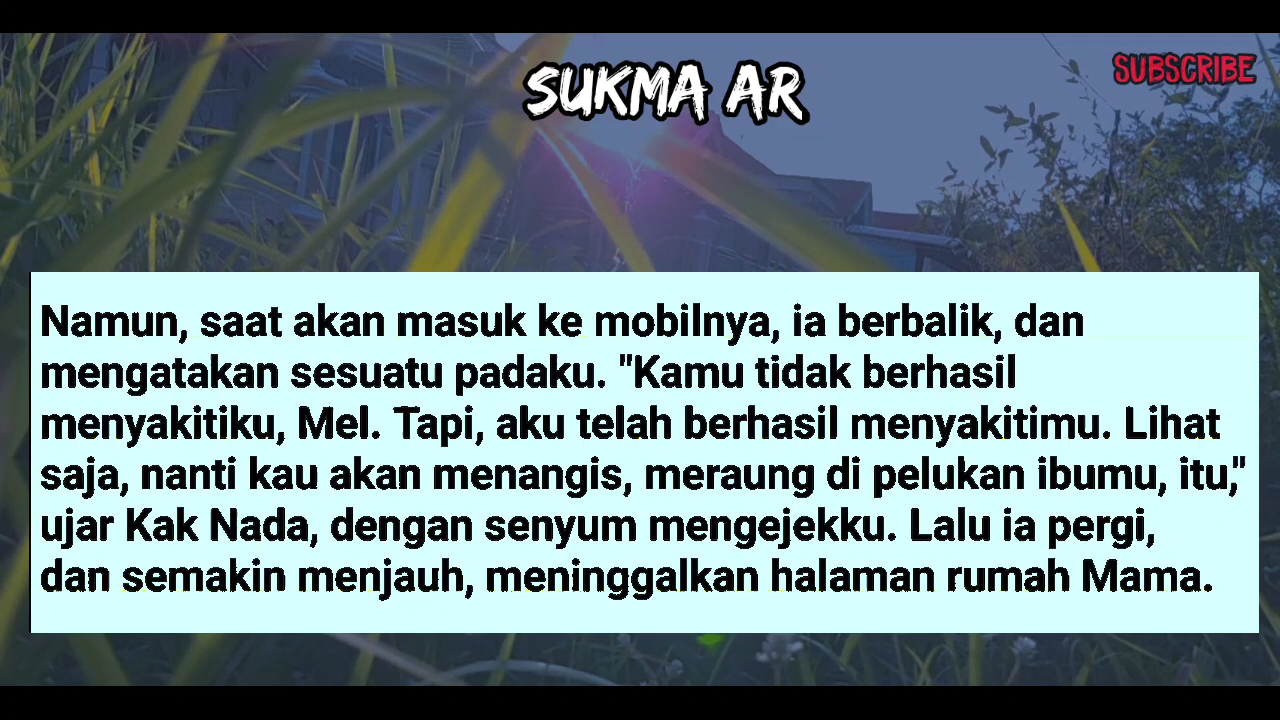 SUKMA AR
SUBSCRIBE
Namun, saat akan masuk ke mobilnya, ia berbalik, dan
mengatakan sesuatu padaku. "Kamu tidak berhasil
menyakitiku, Mel. Tapi, aku telah berhasil menyakitimu. Lihat
saja, nanti kau akan menangis, meraung di pelukan ibumu, itu,"
ujar Kak Nada, dengan senyum mengejekku. Lalu ia pergi,
dan semakin menjauh, meninggalkan halaman rumah Mama.